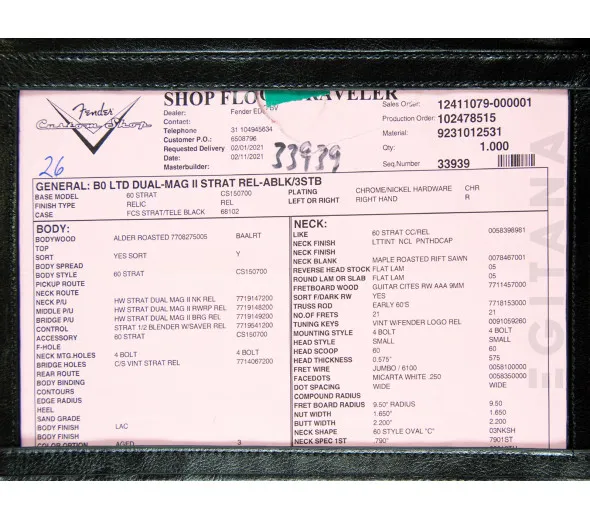 SHOP FLOOR TRAVELER
Fender
Custom Shop
Dealer: Fender
Contact:
Telephone 31 104945634
Customer P.O.: 6508796
Requested Delivery 02/01/2021
Date: 02/11/2021
Masterbuilder:
33939
26
Sales Order: 12411079-000001
Production Order: 102478515
Material: 9231012531
Qty: 1.000
Seq.Number 33939
GENERAL: B0 LTD DUAL-MAG II STRAT REL-ABLK/3STB
BASE MODEL 60 STRAT CS150700 PLATING CHROME/NICKEL HARDWARE CHR
FINISH TYPE RELIC REL LEFT OR RIGHT RIGHT HAND R
CASE FCS STRAT/TELE BLACK 68102
BODY:
BODYWOOD ALDER ROASTED 7708275005 BAALRT
TOP
SORT YES SORT Y
BODY SPREAD
BODY STYLE 60 STRAT CS150700
PICKUP ROUTE
NECK ROUTE
NECK P/U HW STRAT DUAL MAG II NK REL 7719147200
MIDDLE P/U HW STRAT DUAL MAG II RWRP REL 7719148200
BRIDGE P/U HW STRAT DUAL MAG II BRG REL 7719149200
CONTROL STRAT 1/2 BLENDER W/SAVER REL 7719541200
ACCESSORY 60 STRAT CS150700
F-HOLE
NECK MTG.HOLES 4 BOLT 4 BOLT
BRIDGE HOLES C/S VINT STRAT REL 7714067200
REAR ROUTE
BODY BINDING
CONTOURS
EDGE RADIUS
HEEL
SAND GRADE
BODY FINISH LAC
BODY FINISH
COLOR OPTION AGED 3
NECK:
LIKE 60 STRAT CC/REL 0058398981
NECK FINISH LTTINT NCL PNTHDCAP
NECK FINISH
NECK BLANK MAPLE ROASTED RIFT SAWN 0078467001
REVERSE HEAD STOCK FLAT LAM 05
ROUND LAM OR SLAB FLAT LAM 05
FRETBOARD WOOD GUITAR CITES RW AAA 9MM 7711457000
SORT F/DARK RW YES
TRUSS ROD EARLY 60'S 7718153000
NO.OF FRETS 21 21
TUNING KEYS VINT W/FENDER LOGO REL 0091059260
MOUNTING STYLE 4 BOLT 4 BOLT
HEAD STYLE SMALL SMALL
HEAD SCOOP 60 60
HEAD THICKNESS 0.575" 575
FRET WIRE JUMBO / 6100 0058100000
FACEDOTS MICARTA WHITE .250 0058350000
DOT SPACING WIDE WIDE
COMPOUND RADIUS
FRET BOARD RADIUS 9.50" RADIUS 9.50
NUT WIDTH 1.650" 1.650
BUTT WIDTH 2.200" 2.200
NECK SHAPE 60 STYLE OVAL "C" 03NKSH
NECK SPEC 1ST .790" 7901ST
EGITANA